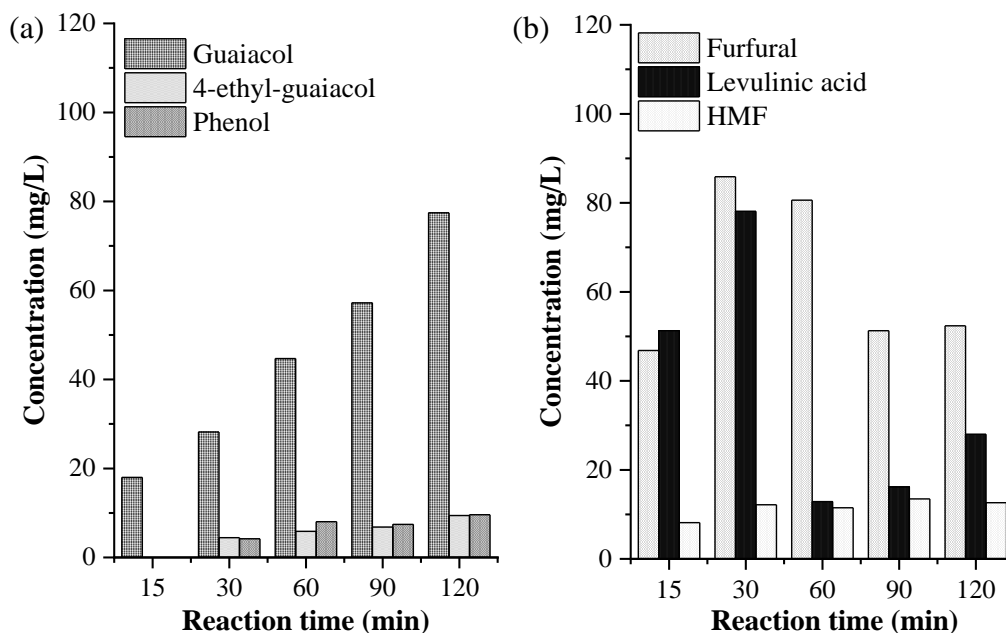 (a)
Guaiacol
4-ethyl-guaiacol
Phenol
120
100
80
60
40
20
0
Concentration (mg/L)
15 30 60 90 120
Reaction time (min)
(b)
Furfural
Levulinic acid
HMF
120
100
80
60
40
20
0
Concentration (mg/L)
15 30 60 90 120
Reaction time (min)